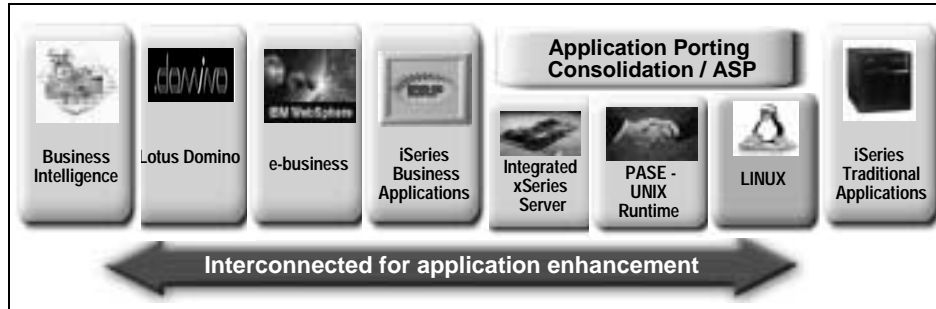 Application Porting
Consolidation / ASP
domino
IBM WebSphere
ERP
Business
Intelligence
Lotus Domino
e-business
iSeries
Business
Applications
Integrated
xSeries
Server
PASE -
UNIX
Runtime
LINUX
iSeries
Traditional
Applications
Interconnected for application enhancement